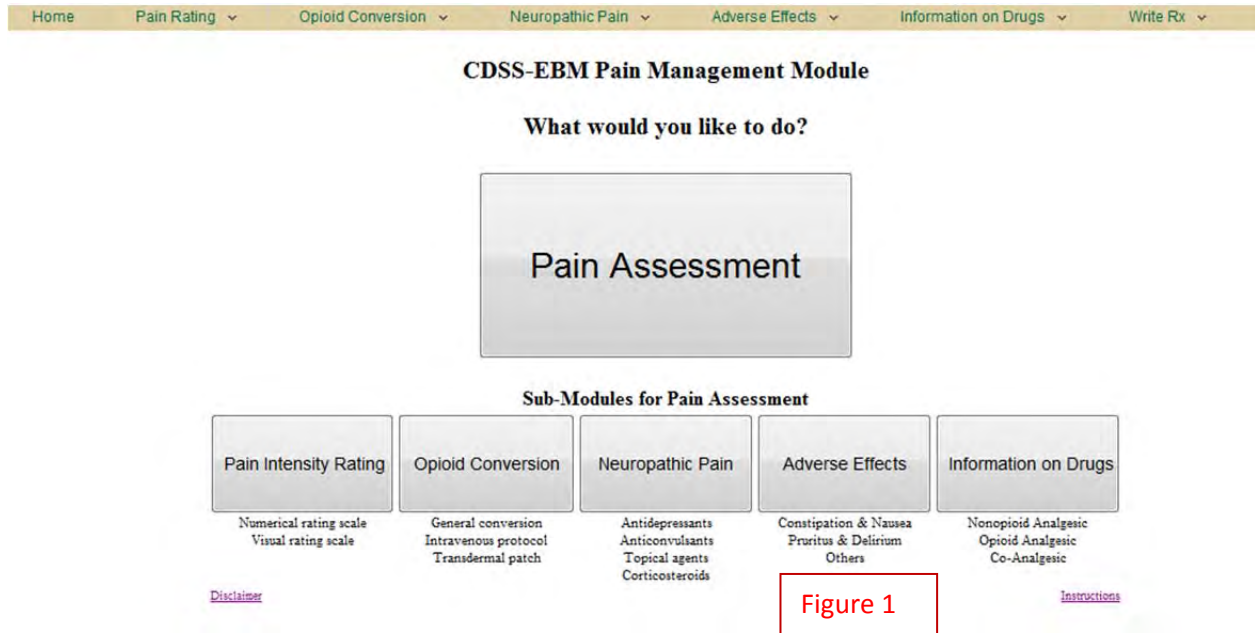 Home Pain Rating Opioid Conversion Neuropathic Pain Adverse Effects Information on Drugs Write Rx
CDSS-EBM Pain Management Module
What would you like to do?
Pain Assessment
Sub-Modules for Pain Assessment
Pain Intensity Rating Opioid Conversion Neuropathic Pain Adverse Effects Information on Drugs
Numerical rating scale General conversion Antidepressants Constipation & Nausea Nonopioid Analgesic
Visual rating scale Intravenous protocol Anticonvulsants Pruritus & Delirium Opioid Analgesic
Transdermal patch Topical agents Others Co-Analgesic
Corticosteroids
Disclaimer Instructions
Figure 1